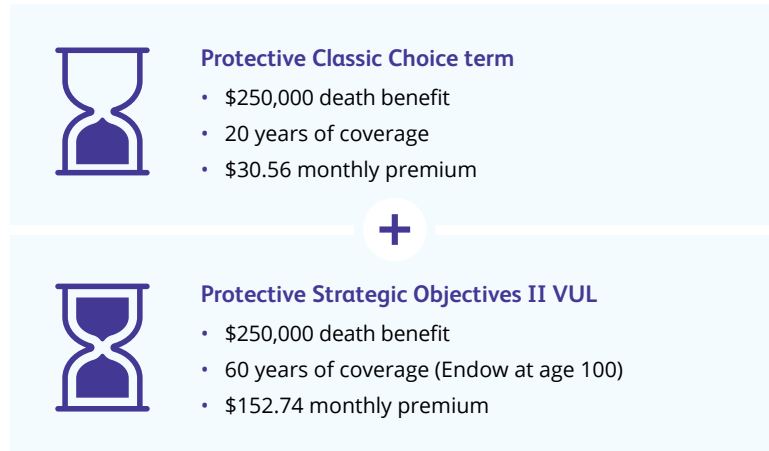 Protective Classic Choice term
• $250,000 death benefit
• 20 years of coverage
• $30.56 monthly premium
+
Protective Strategic Objectives II VUL
• $250,000 death benefit
• 60 years of coverage (Endow at age 100)
• $152.74 monthly premium